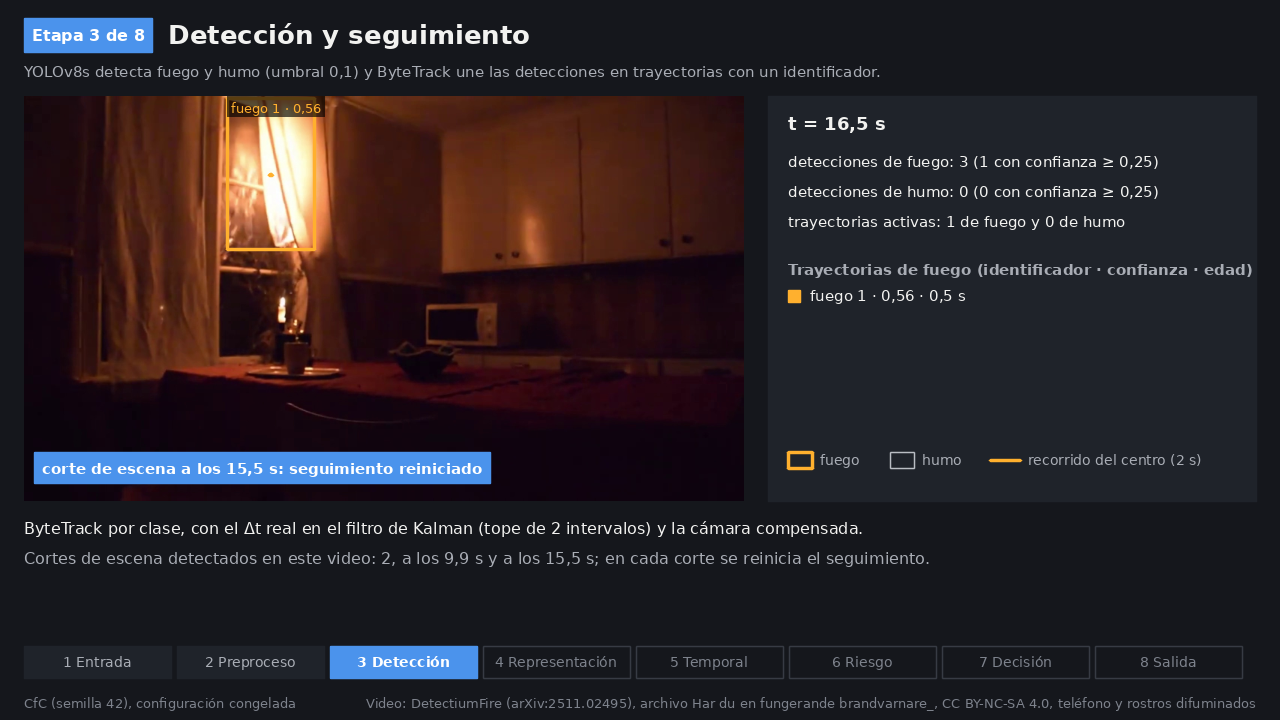 Etapa 3 de 8
Detección y seguimiento
YOLOv8s detecta fuego y humo (umbral 0,1) y ByteTrack une las detecciones en trayectorias con un identificador.
fuego 1 · 0,56
corte de escena a los 15,5 s: seguimiento reiniciado
t = 16,5 s
detecciones de fuego: 3 (1 con confianza ≥ 0,25)
detecciones de humo: 0 (0 con confianza ≥ 0,25)
trayectorias activas: 1 de fuego y 0 de humo
Trayectorias de fuego (identificador · confianza · edad)
fuego 1 · 0,56 · 0,5 s
fuego humo recorrido del centro (2 s)
ByteTrack por clase, con el Δt real en el filtro de Kalman (tope de 2 intervalos) y la cámara compensada.
Cortes de escena detectados en este video: 2, a los 9,9 s y a los 15,5 s; en cada corte se reinicia el seguimiento.
1 Entrada 2 Preproceso 3 Detección 4 Representación 5 Temporal 6 Riesgo 7 Decisión 8 Salida
CfC (semilla 42), configuración congelada Video: DetectiumFire (arXiv:2511.02495), archivo Har du en fungerande brandvarnare_, CC BY-NC-SA 4.0, teléfono y rostros difuminados